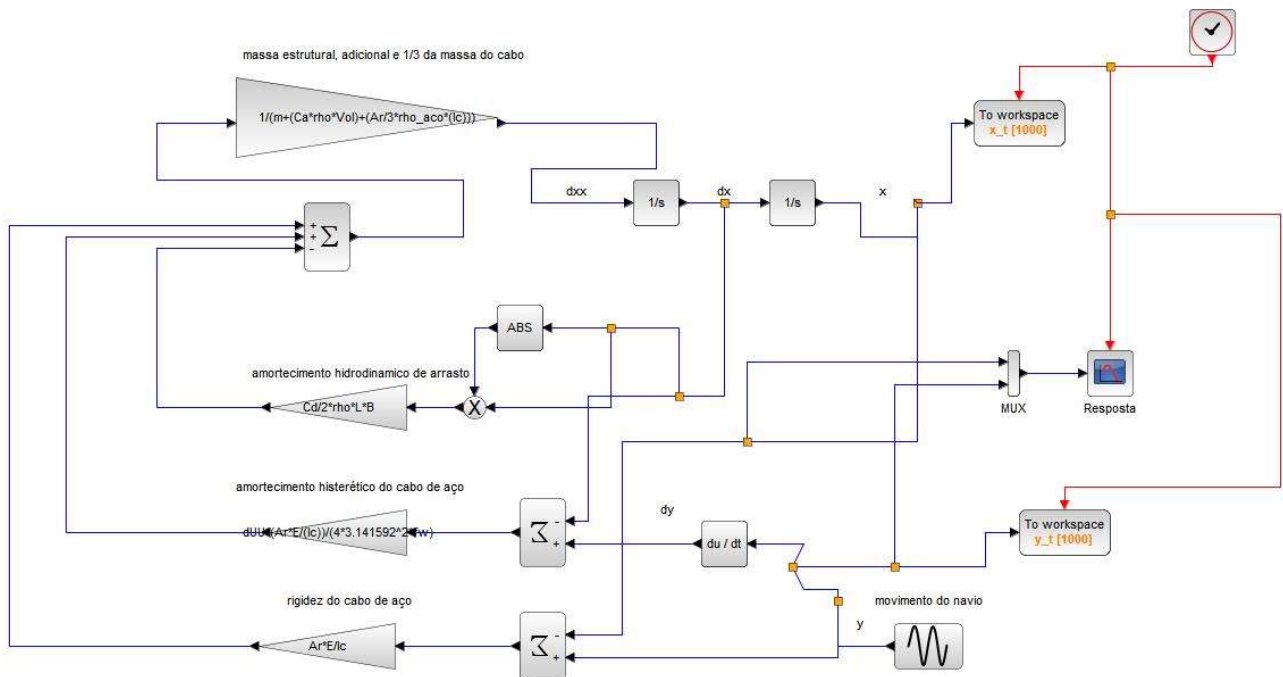 massa estrutural, adicional e 1/3 da massa do cabo
1/(m+(Ca*rho*Vol)+(Ar/3*rho_aco*(lc)))
To workspace
x_t [1000]
dxx
1/s
dx
1/s
x
+
+
-
Σ
ABS
amortecimento hidrodinamico de arrasto
Cd/2*rho*L*B
X
MUX
Resposta
amortecimento histerético do cabo de aço
Σ
-
+
dy
du / dt
To workspace
y_t [1000]
rigidez do cabo de aço
Ar*E/lc
Σ
-
+
y
movimento do navio